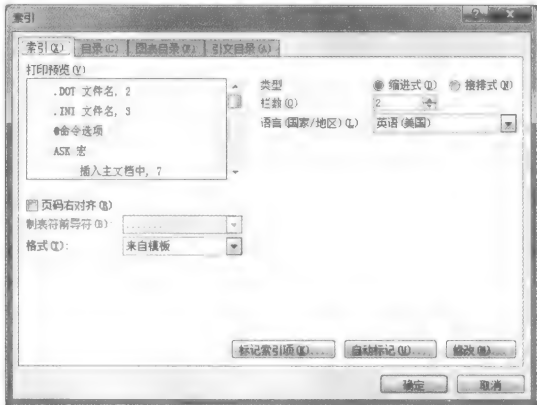 索引
索引(X) 目录(C) 图表目录(F) 引文目录(A)
打印预览(V)
.DOT 文件名, 2
.INI 文件名, 3
@命令选项
ASK 宏
插入主文档中, 7
类型 缩进式(D) 接排式(N)
栏数(O) 2
语言(国家/地区)(L) 英语(美国)
页码右对齐(R)
制表符前导符(B) .......
格式(T): 来自模板
标记索引项(K).... 自动标记(U).... 修改(M)....
确定 取消